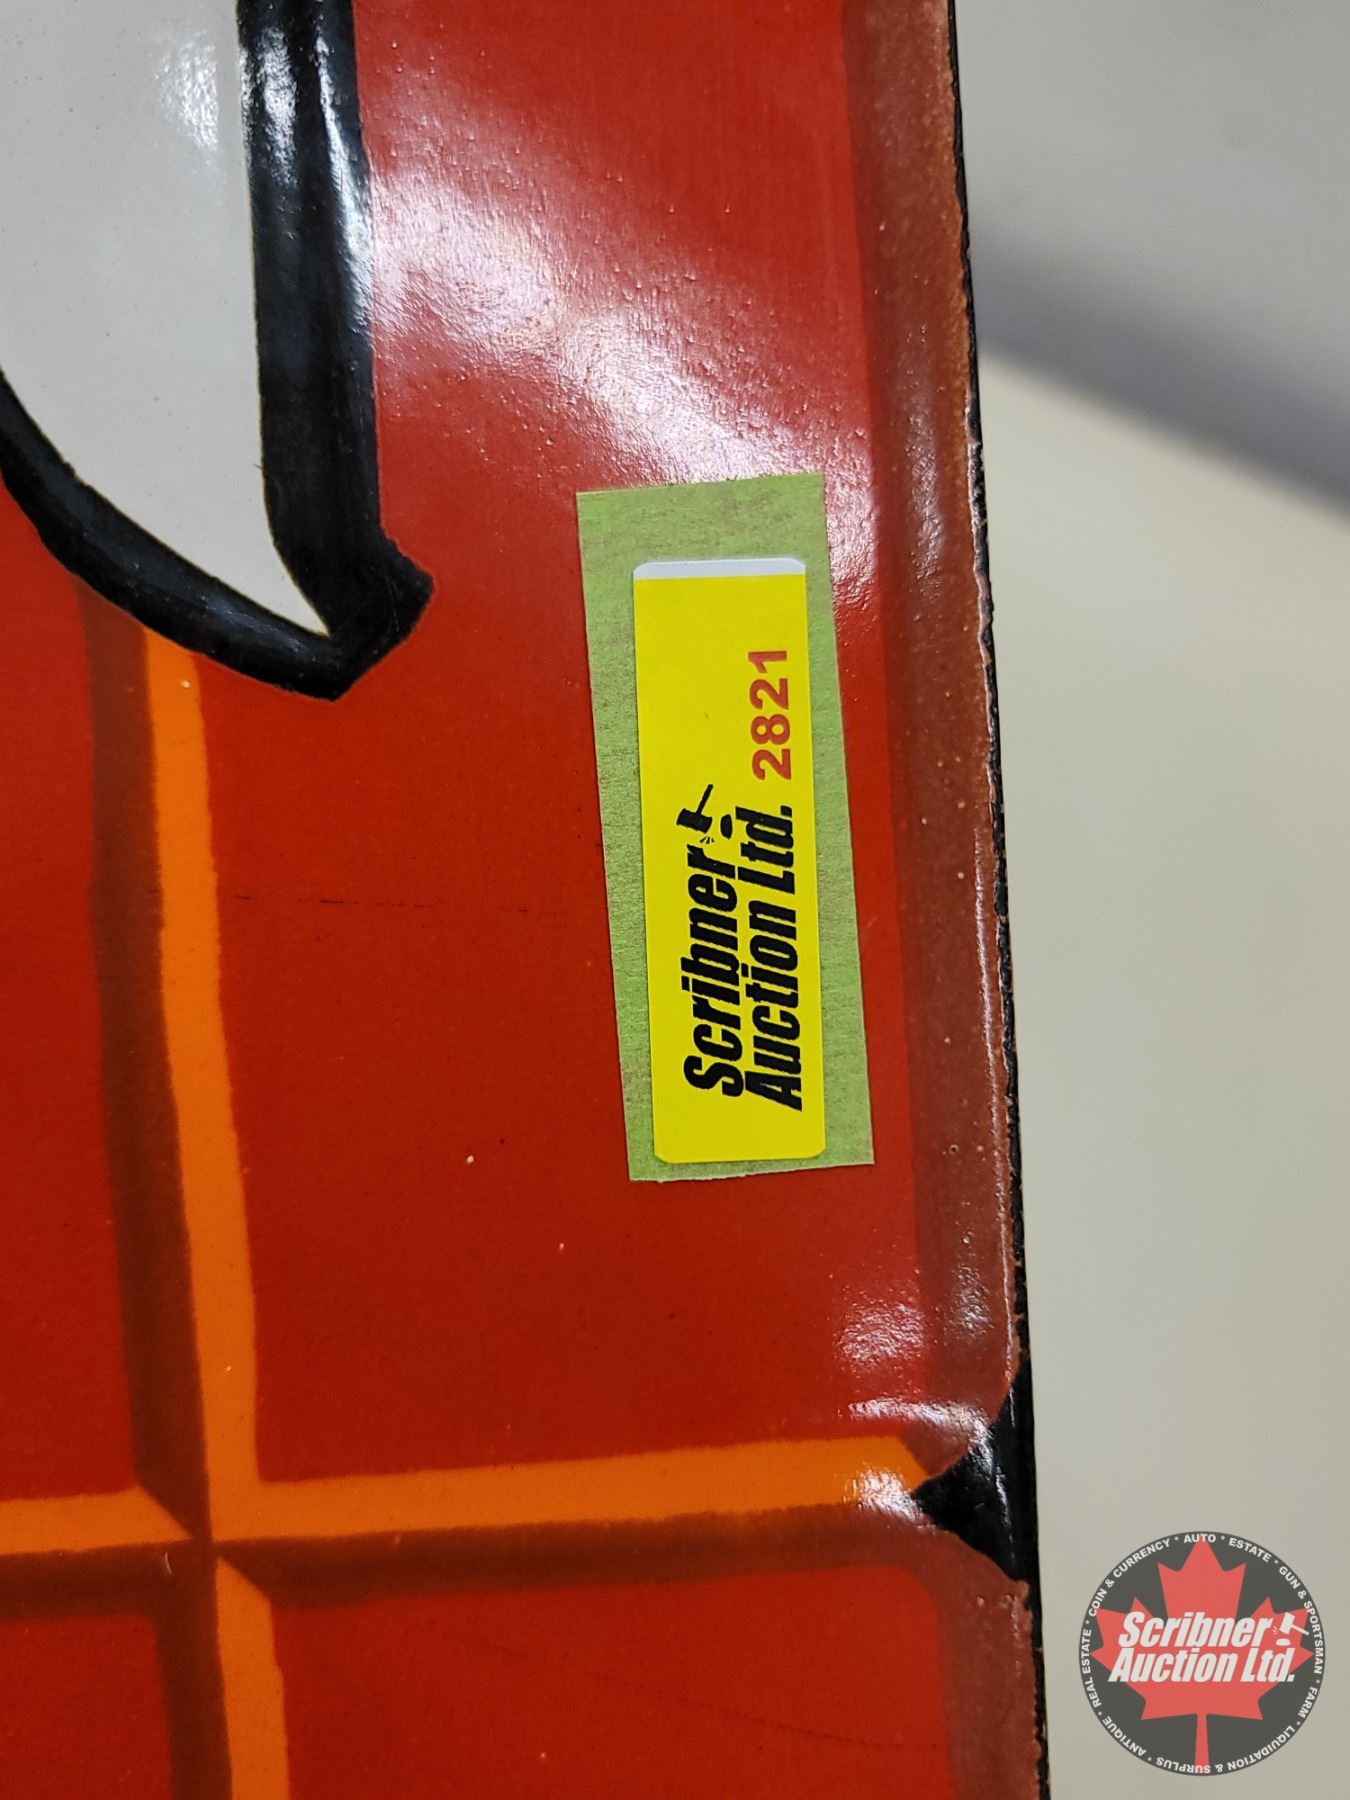 Scribner
Auction Ltd. 2821
Scribner
Auction Ltd.
REAL ESTATE * COIN & CURRENCY * AUTO * ESTATE * GUN & SPORTSMAN * FARM * LIQUIDATION & SURPLUS * ANTIQUE *